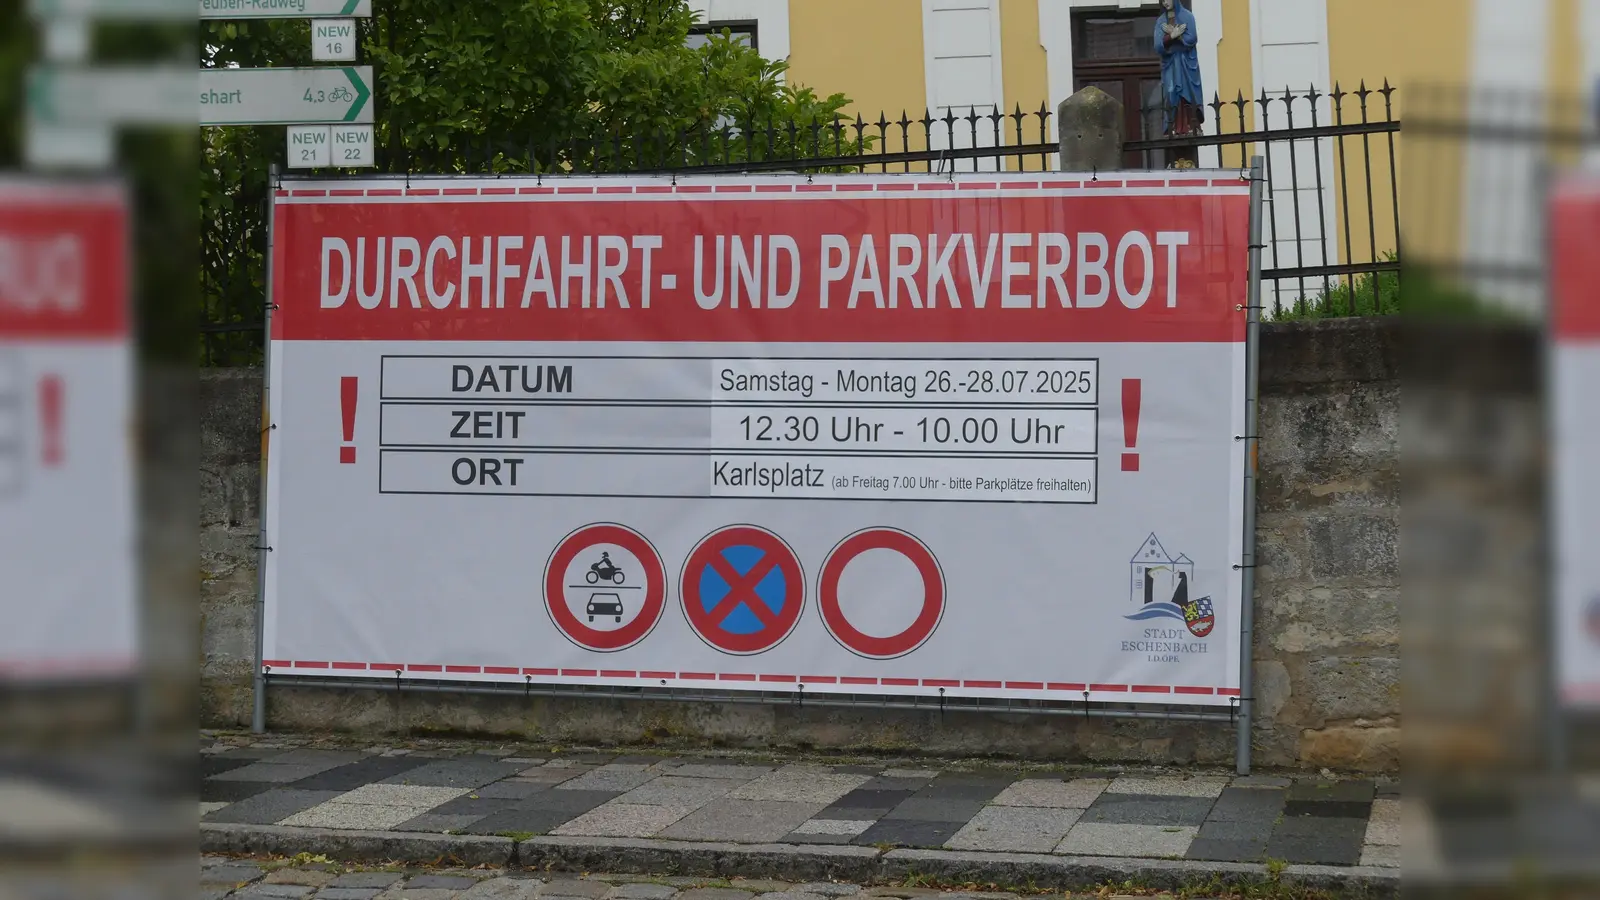 reußen-Radweg
NEW
16
shart 4.3
NEW
21
NEW
22
DURCHFAHRT- UND PARKVERBOT
DATUM Samstag - Montag 26.-28.07.2025
! ZEIT 12.30 Uhr - 10.00 Uhr !
ORT Karlsplatz (ab Freitag 7.00 Uhr - bitte Parkplätze freihalten)
STADT
ESCHENBACH
I.D.OPF.